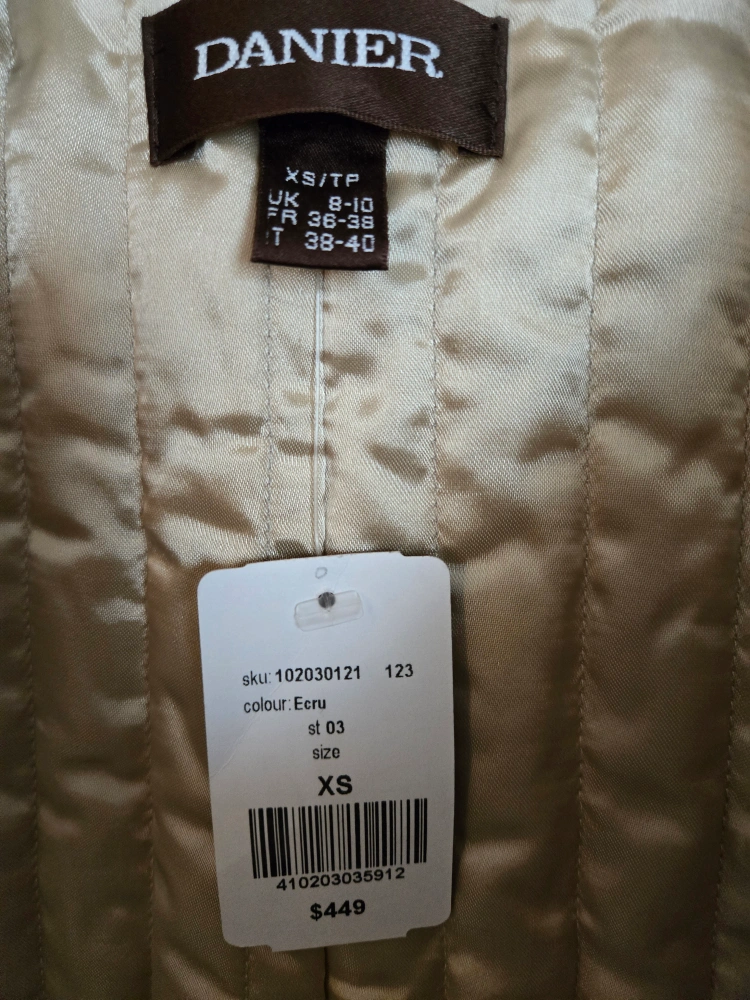 DANIER
XS/TP
UK 8-10
FR 36-38
IT 38-40
sku: 102030121 123
colour: Ecru
st 03
size
XS
410203035912
$449